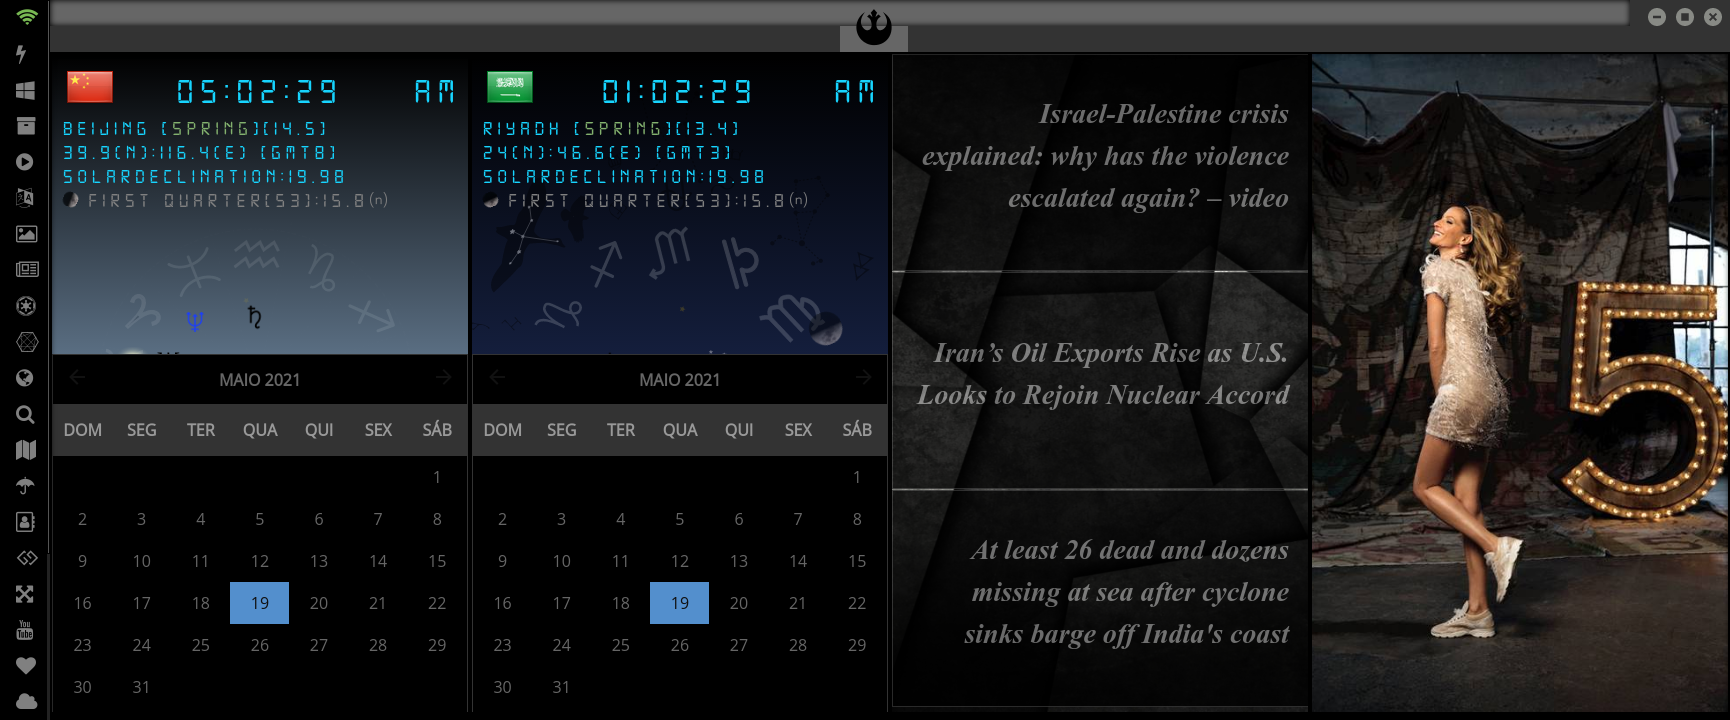 05:02:29 AM
BEIJING [SPRING][14.5]
39.9(N):116.4(E) [GMT8]
SOLARDECLINATION:19.98
FIRST QUARTER[53]:15.8(n)
MAIO 2021
DOM SEG TER QUA QUI SEX SÁB
1
2 3 4 5 6 7 8
9 10 11 12 13 14 15
16 17 18 19 20 21 22
23 24 25 26 27 28 29
30 31
01:02:29 AM
RIYADH [SPRING][13.4]
24(N):46.6(E) [GMT3]
SOLARDECLINATION:19.98
FIRST QUARTER[53]:15.8(n)
MAIO 2021
DOM SEG TER QUA QUI SEX SÁB
1
2 3 4 5 6 7 8
9 10 11 12 13 14 15
16 17 18 19 20 21 22
23 24 25 26 27 28 29
30 31
Israel-Palestine crisis
explained: why has the violence
escalated again? – video
Iran’s Oil Exports Rise as U.S.
Looks to Rejoin Nuclear Accord
At least 26 dead and dozens
missing at sea after cyclone
sinks barge off India's coast
5
You
Tube